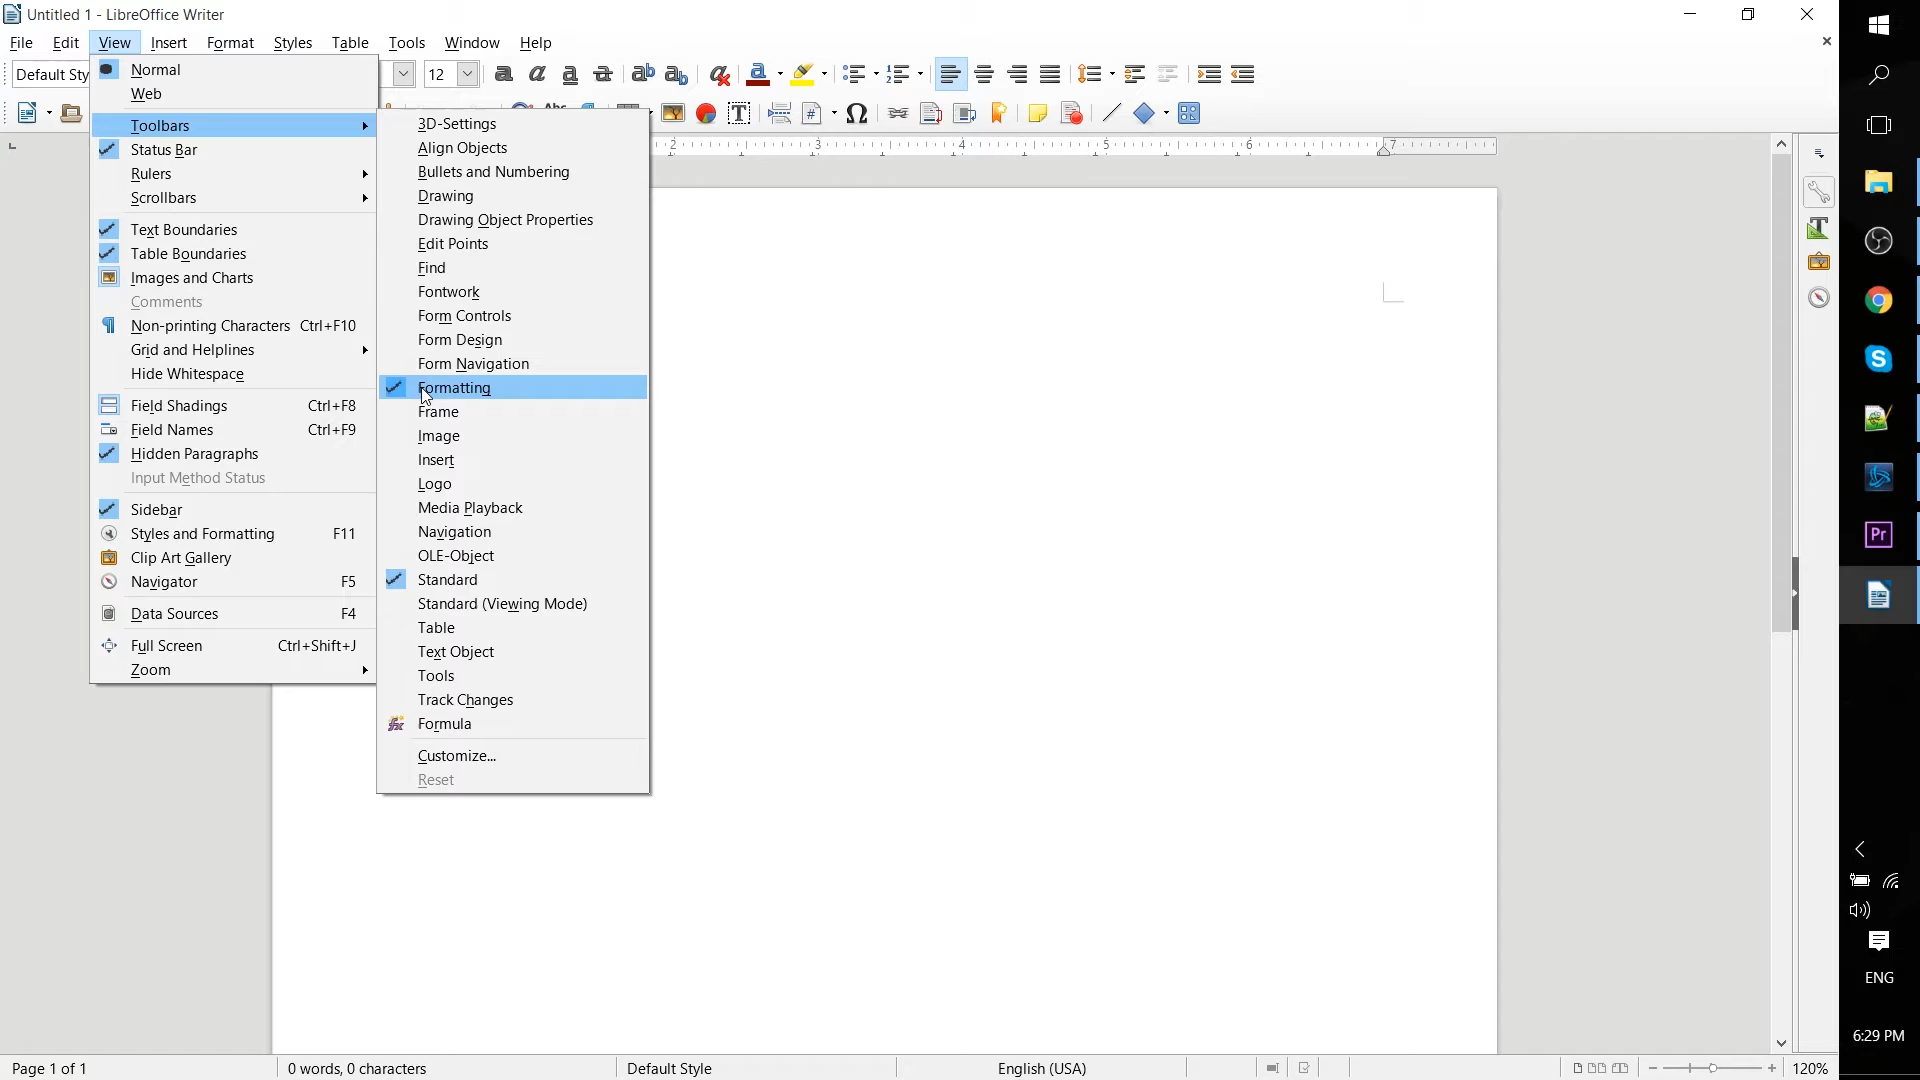 Untitled 1 - LibreOffice Writer
File Edit View Insert Format Styles Table Tools Window Help
Default Sty 12
Normal
Web
Toolbars
Status Bar
Rulers
Scrollbars
Text Boundaries
Table Boundaries
Images and Charts
Comments
Non-printing Characters Ctrl+F10
Grid and Helplines
Hide Whitespace
Field Shadings Ctrl+F8
Field Names Ctrl+F9
Hidden Paragraphs
Input Method Status
Sidebar
Styles and Formatting F11
Clip Art Gallery
Navigator F5
Data Sources F4
Full Screen Ctrl+Shift+J
Zoom
3D-Settings
Align Objects
Bullets and Numbering
Drawing
Drawing Object Properties
Edit Points
Find
Fontwork
Form Controls
Form Design
Form Navigation
Formatting
Frame
Image
Insert
Logo
Media Playback
Navigation
OLE-Object
Standard
Standard (Viewing Mode)
Table
Text Object
Tools
Track Changes
Formula
Customize...
Reset
2 3 4 5 6 7
Pr
ENG
6:29 PM
Page 1 of 1 0 words, 0 characters Default Style English (USA) 120%